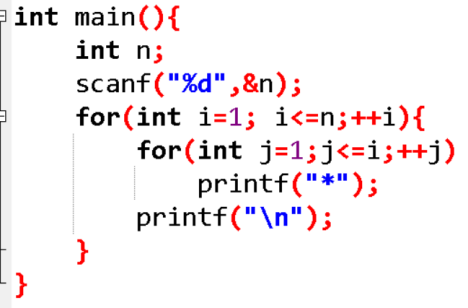 int main(){
    int n;
    scanf("%d",&n);
    for(int i=1; i<=n;++i){
        for(int j=1;j<=i;++j)
            printf("*");
        printf("\n");
    }
}